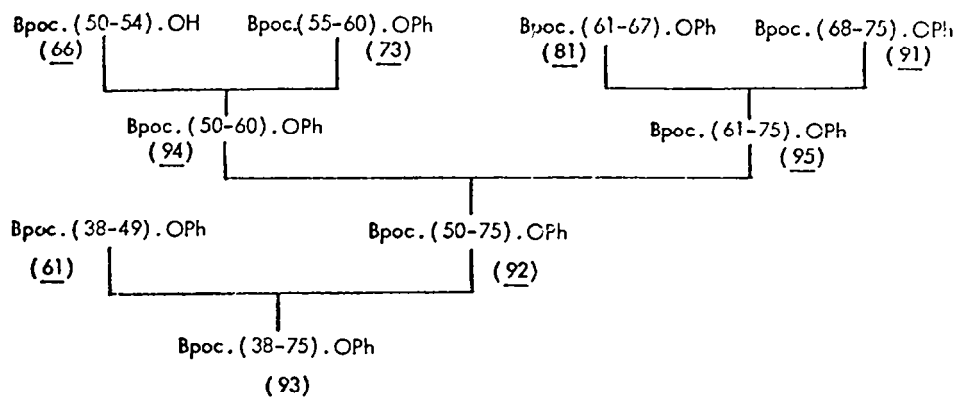 Bpoc.(50-54).OH Bpoc.(55-60).OPh Bpoc.(61-67).OPh Bpoc.(68-75).OPh
(66) (73) (81) (91)
Bpoc.(50-60).OPh Bpoc.(61-75).OPh
(94) (95)
Bpoc.(38-49).OPh Bpoc.(50-75).OPh
(61) (92)
Bpoc.(38-75).OPh
(93)